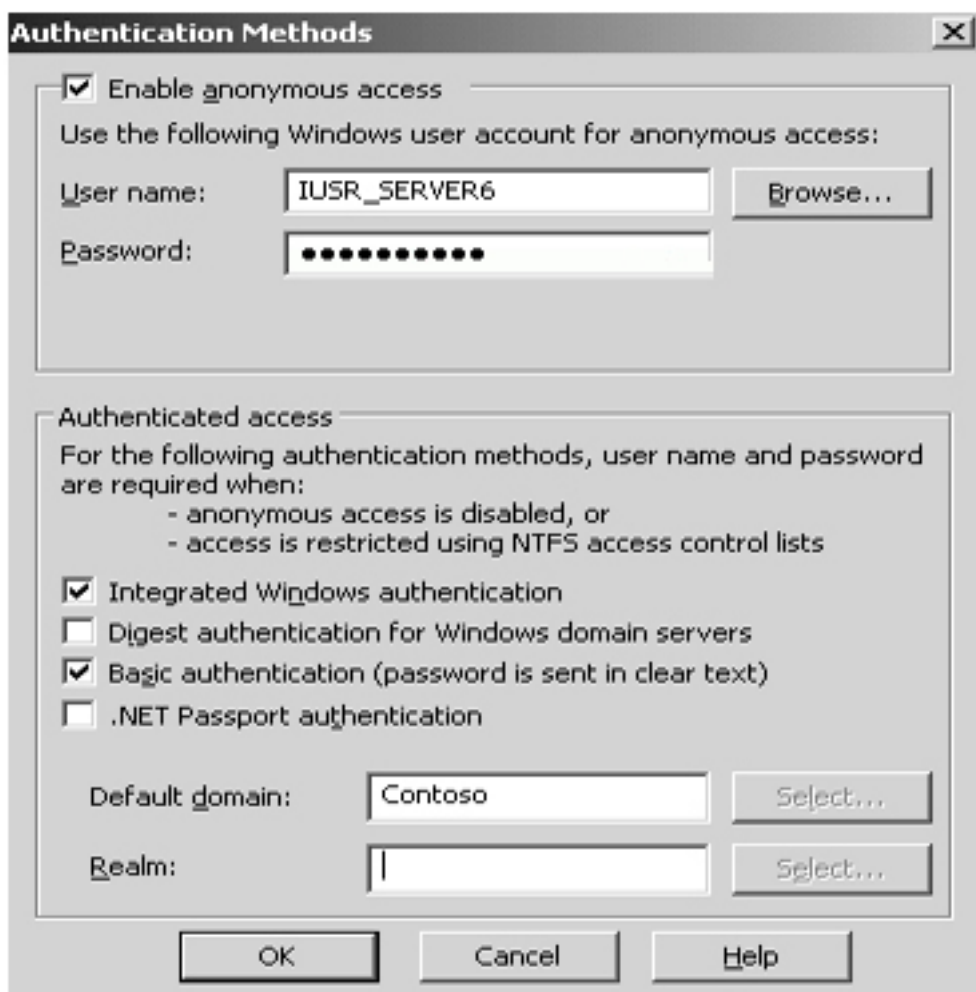 Authentication Methods
Enable anonymous access
Use the following Windows user account for anonymous access:
User name:
IUSR_SERVER6
Browse...
Password:
●●●●●●●●●●
Authenticated access
For the following authentication methods, user name and password
are required when:
- anonymous access is disabled, or
- access is restricted using NTFS access control lists
Integrated Windows authentication
Digest authentication for Windows domain servers
Basic authentication (password is sent in clear text)
.NET Passport authentication
Default domain:
Contoso
Select...
Realm:
Select...
OK
Cancel
Help